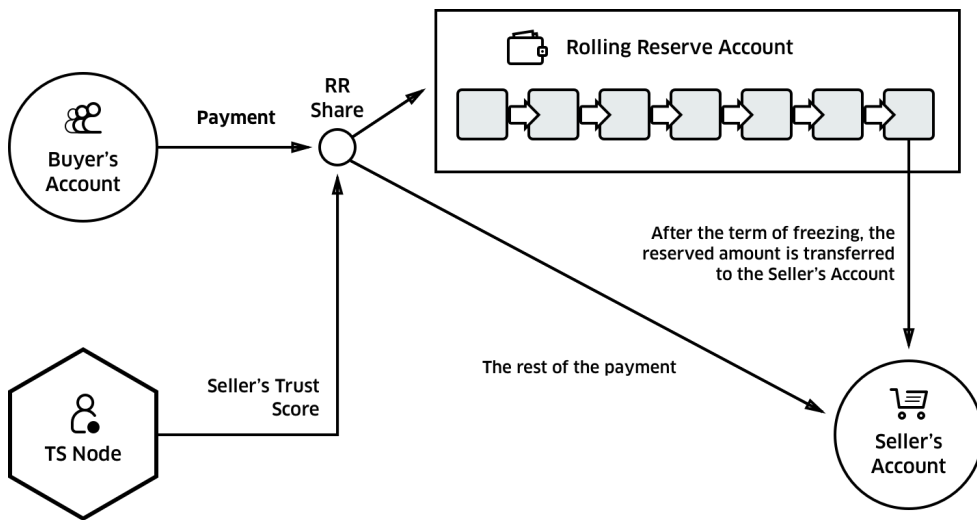 Rolling Reserve Account
RR
Share
Payment
Buyer's
Account
After the term of freezing, the
reserved amount is transferred
to the Seller's Account
The rest of the payment
Seller's Trust
Score
TS Node
Seller's
Account